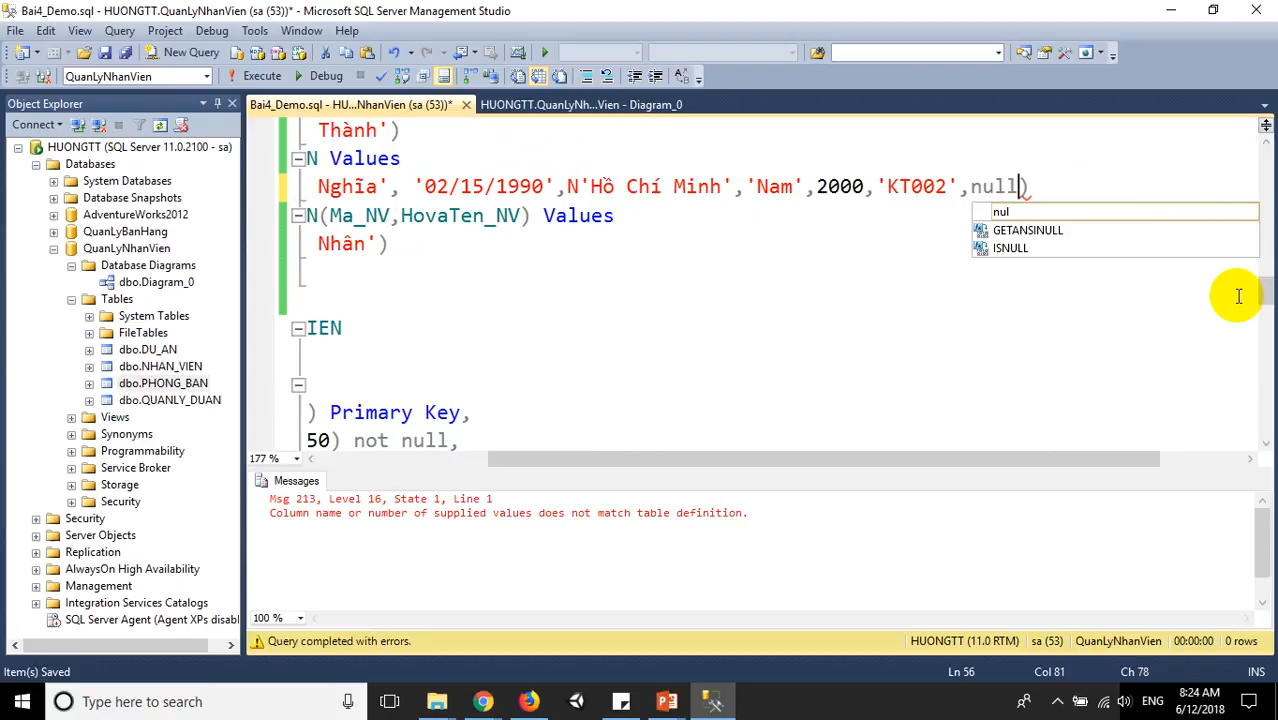 Bai4_Demo.sql - HUONGTT.QuanLyNhanVien (sa (53))* - Microsoft SQL Server Management Studio
File Edit View Query Project Debug Tools Window Help
New Query
QuanLyNhanVien Execute Debug
Object Explorer
Bai4_Demo.sql - HU...NhanVien (sa (53))* HUONGTT.QuanLyNh...Vien - Diagram_0
Connect
HUONGTT (SQL Server 11.0.2100 - sa)
Databases
System Databases
Database Snapshots
AdventureWorks2012
QuanLyBanHang
QuanLyNhanVien
Database Diagrams
dbo.Diagram_0
Tables
System Tables
FileTables
dbo.DU_AN
dbo.NHAN_VIEN
dbo.PHONG_BAN
dbo.QUANLY_DUAN
Views
Synonyms
Programmability
Service Broker
Storage
Security
Security
Server Objects
Replication
AlwaysOn High Availability
Management
Integration Services Catalogs
SQL Server Agent (Agent XPs disabl
Thành')
N Values
Nghĩa', '02/15/1990',N'Hồ Chí Minh','Nam',2000,'KT002',null)
nul
GETANSINULL
ISNULL
N(Ma_NV,HovaTen_NV) Values
Nhân')
IEN
) Primary Key,
50) not null,
177 %
Messages
Msg 213, Level 16, State 1, Line 1
Column name or number of supplied values does not match table definition.
100 %
Query completed with errors. HUONGTT (11.0 RTM) sa (53) QuanLyNhanVien 00:00:00 0 rows
Item(s) Saved Ln 56 Col 81 Ch 78 INS
Type here to search
ENG
8:24 AM
6/12/2018